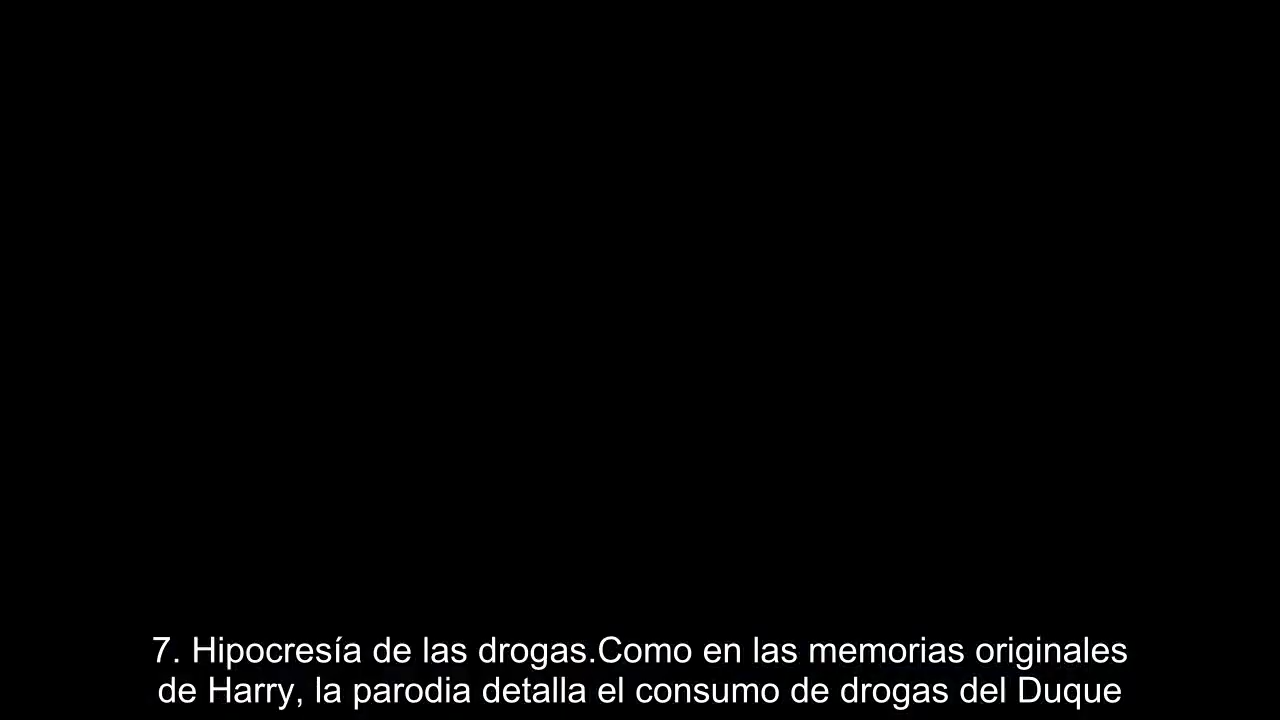 7. Hipocresía de las drogas.Como en las memorias originales
de Harry, la parodia detalla el consumo de drogas del Duque